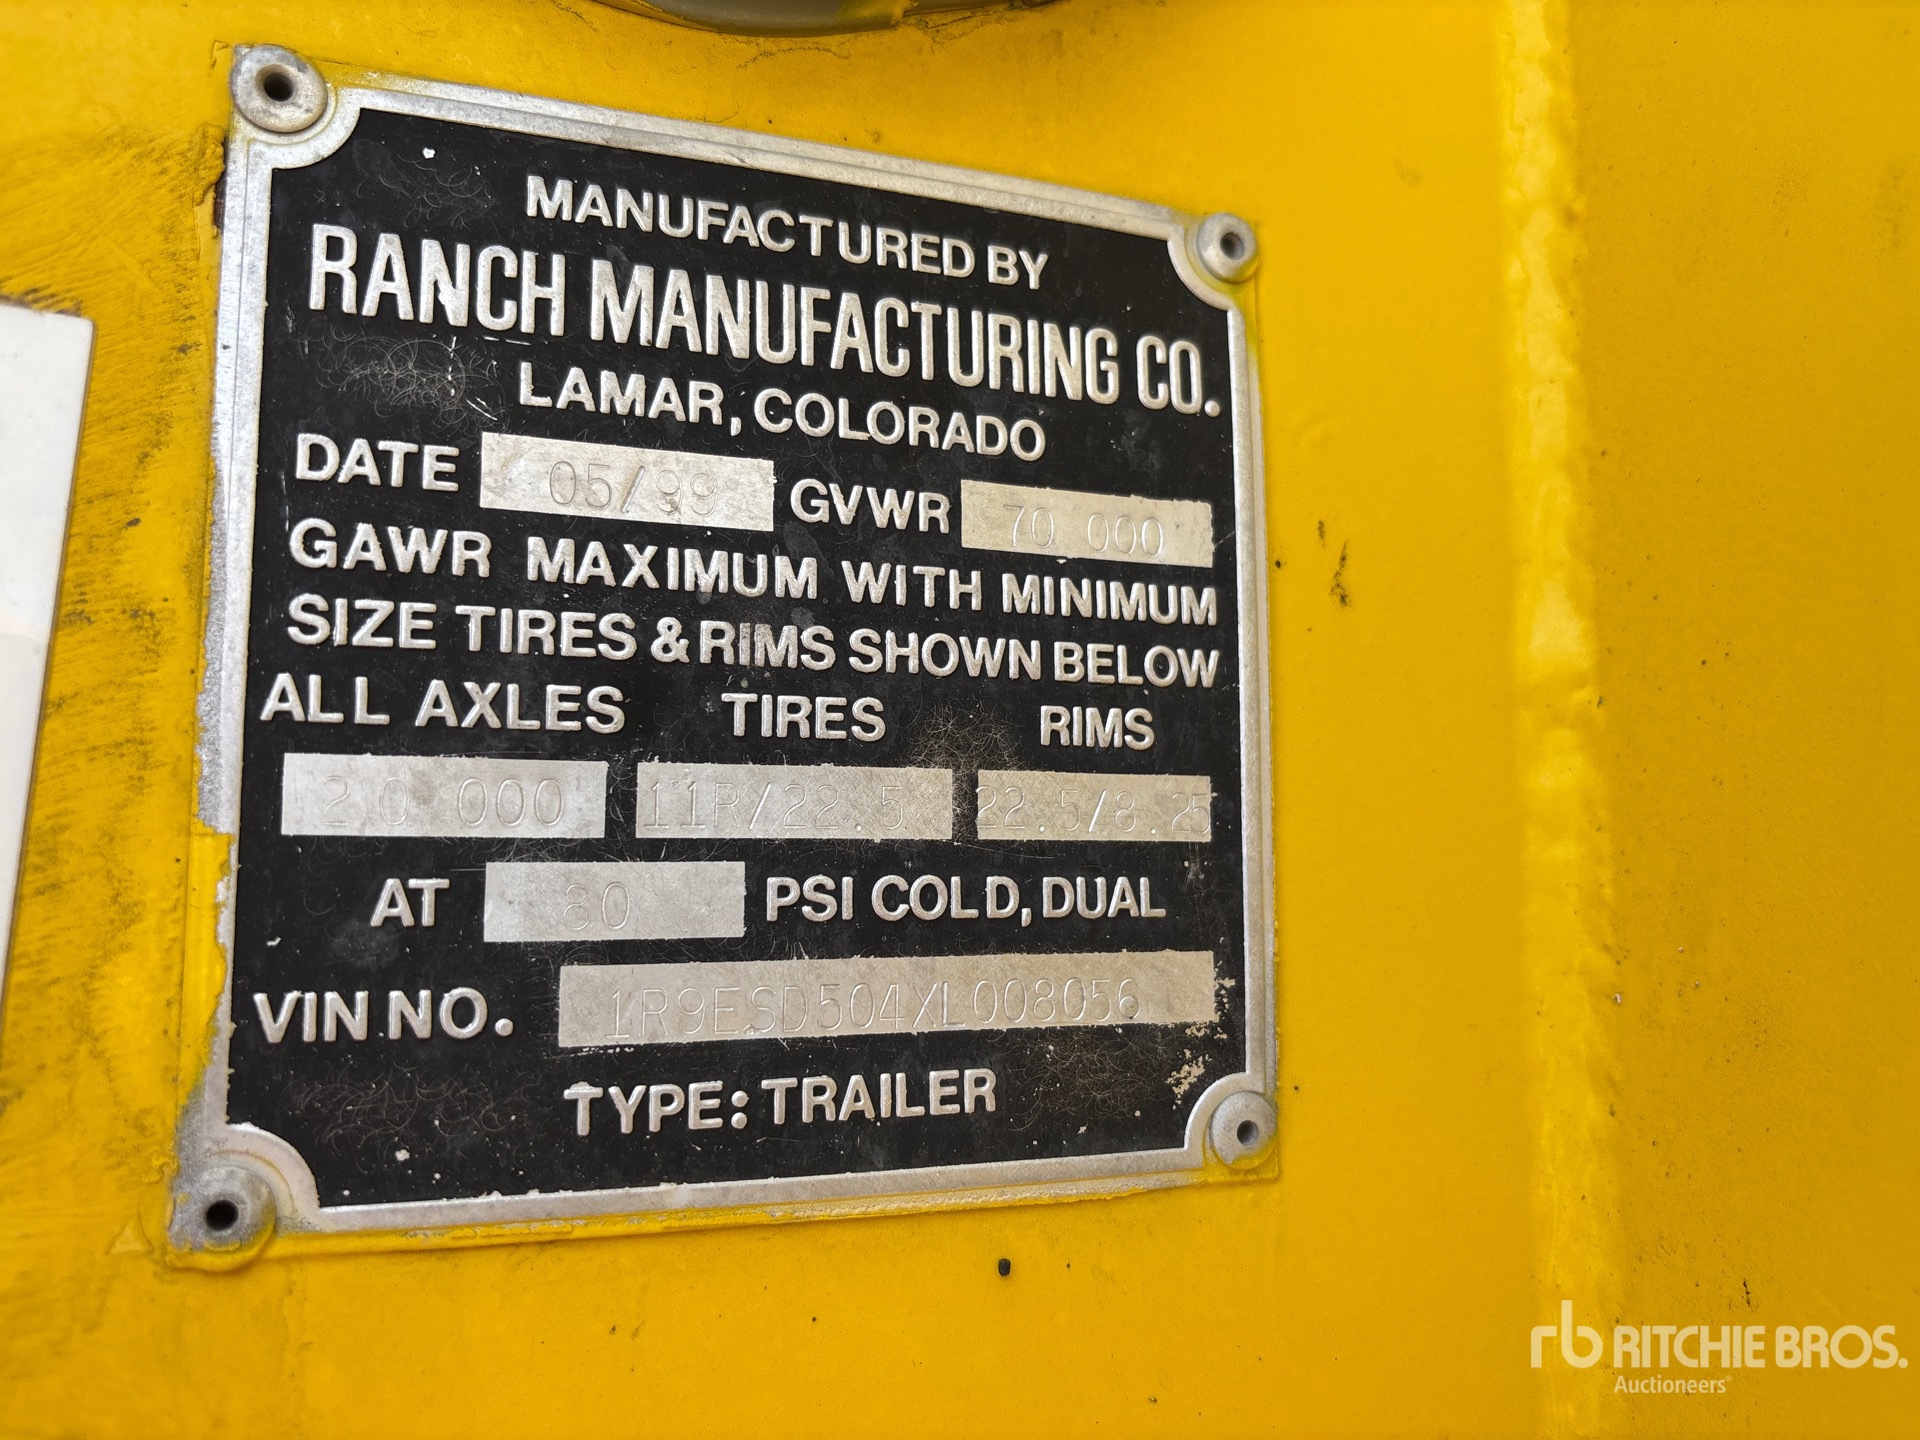 MANUFACTURED BY
RANCH MANUFACTURING CO.
LAMAR, COLORADO
DATE 05/99 GVWR 70 000
GAWR MAXIMUM WITH MINIMUM
SIZE TIRES & RIMS SHOWN BELOW
ALL AXLES TIRES RIMS
20 000 11R/22.5 22.5/8.25
AT 80 PSI COLD, DUAL
VIN NO. 1R9ESD504XL008056
TYPE: TRAILER
rb RITCHIE BROS.
Auctioneers